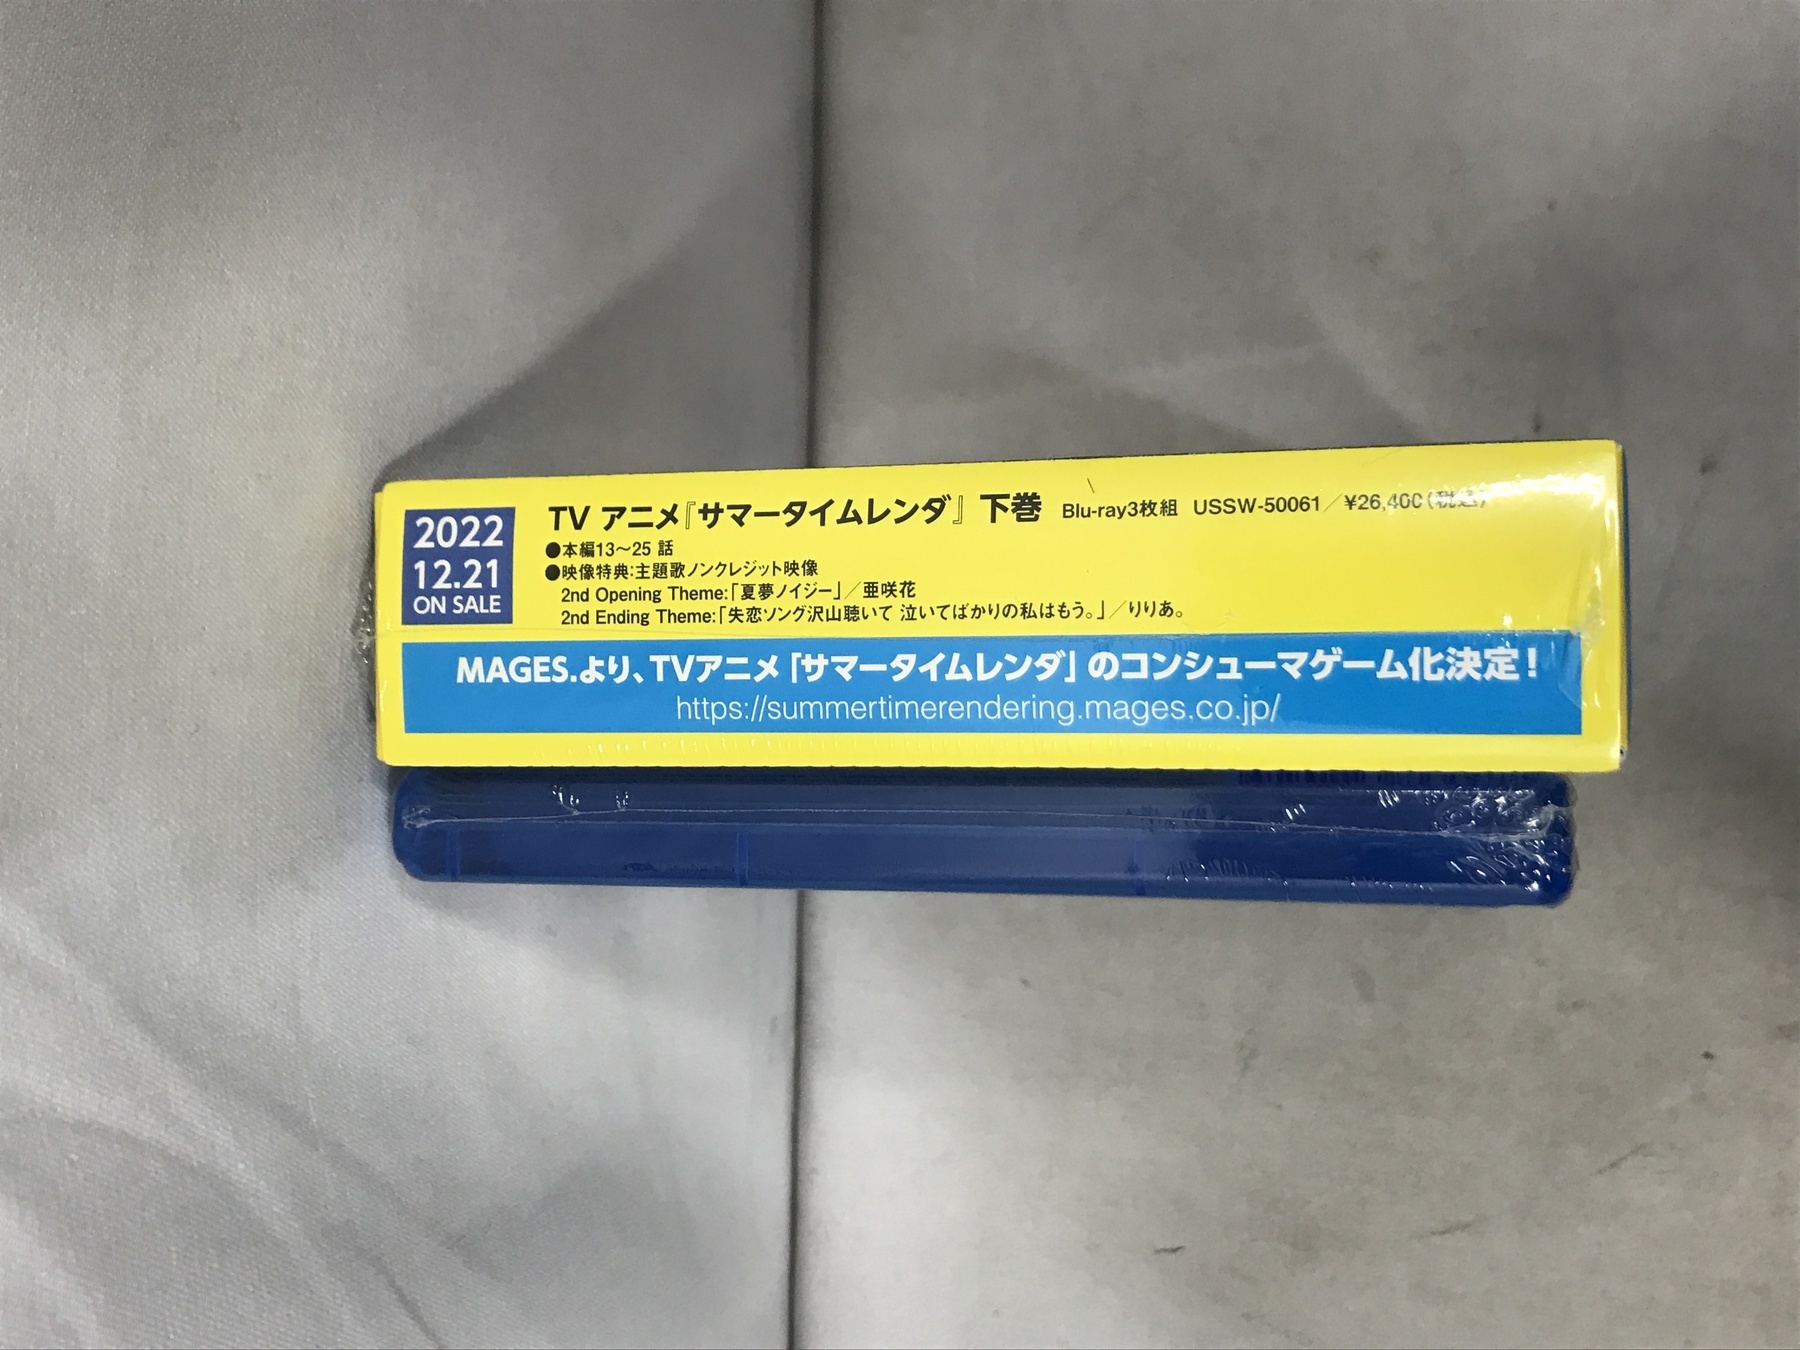 2022
12.21
ON SALE
TV アニメ『サマータイムレンダ』 下巻 Blu-ray3枚組 USSW-50061／¥26,400(税込)
●本編13〜25 話
●映像特典:主題歌ノンクレジット映像
2nd Opening Theme:「夏夢ノイジー」／亜咲花
2nd Ending Theme:「失恋ソング沢山聴いて 泣いてばかりの私はもう。」／りりあ。
MAGES.より、TVアニメ「サマータイムレンダ」のコンシューマゲーム化決定！
https://summertimerendering.mages.co.jp/